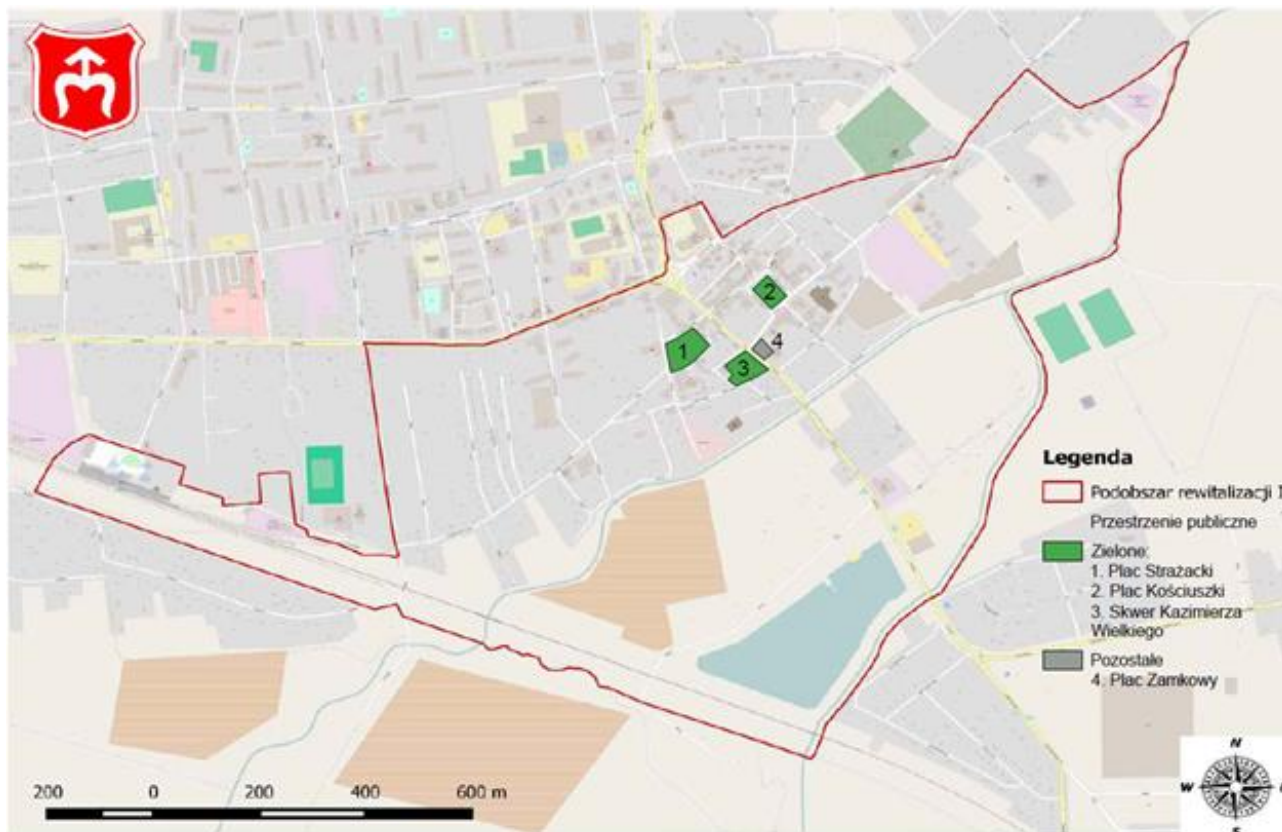 2
1
4
3
Legenda
Podobszar rewitalizacji I
Przestrzenie publiczne
Zielone:
1. Plac Strażacki
2. Plac Kościuszki
3. Skwer Kazimierza
Wielkiego
Pozostałe
4. Plac Zamkowy
200 0 200 400 600 m
N
W
S